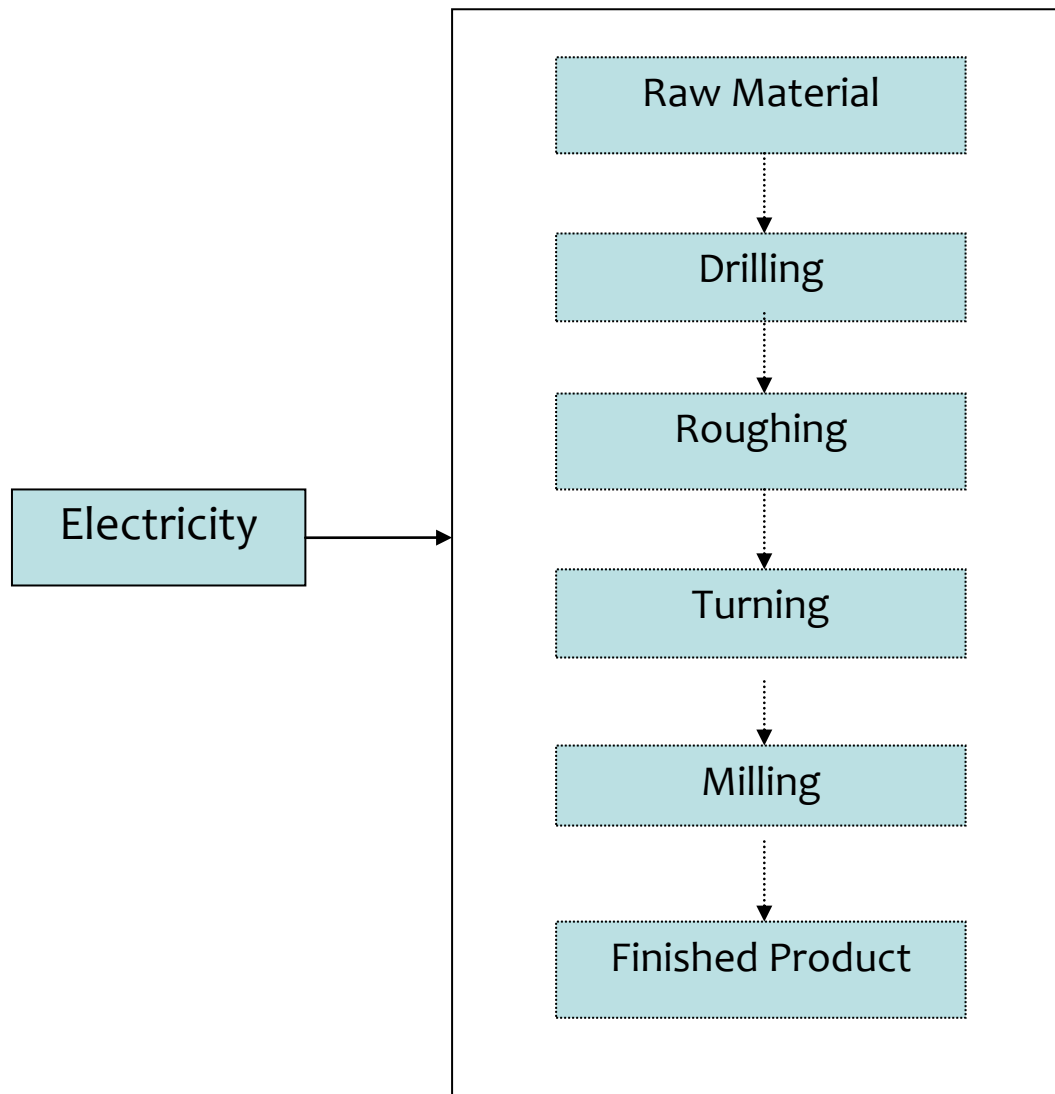 Raw Material
Drilling
Roughing
Electricity
Turning
Milling
Finished Product